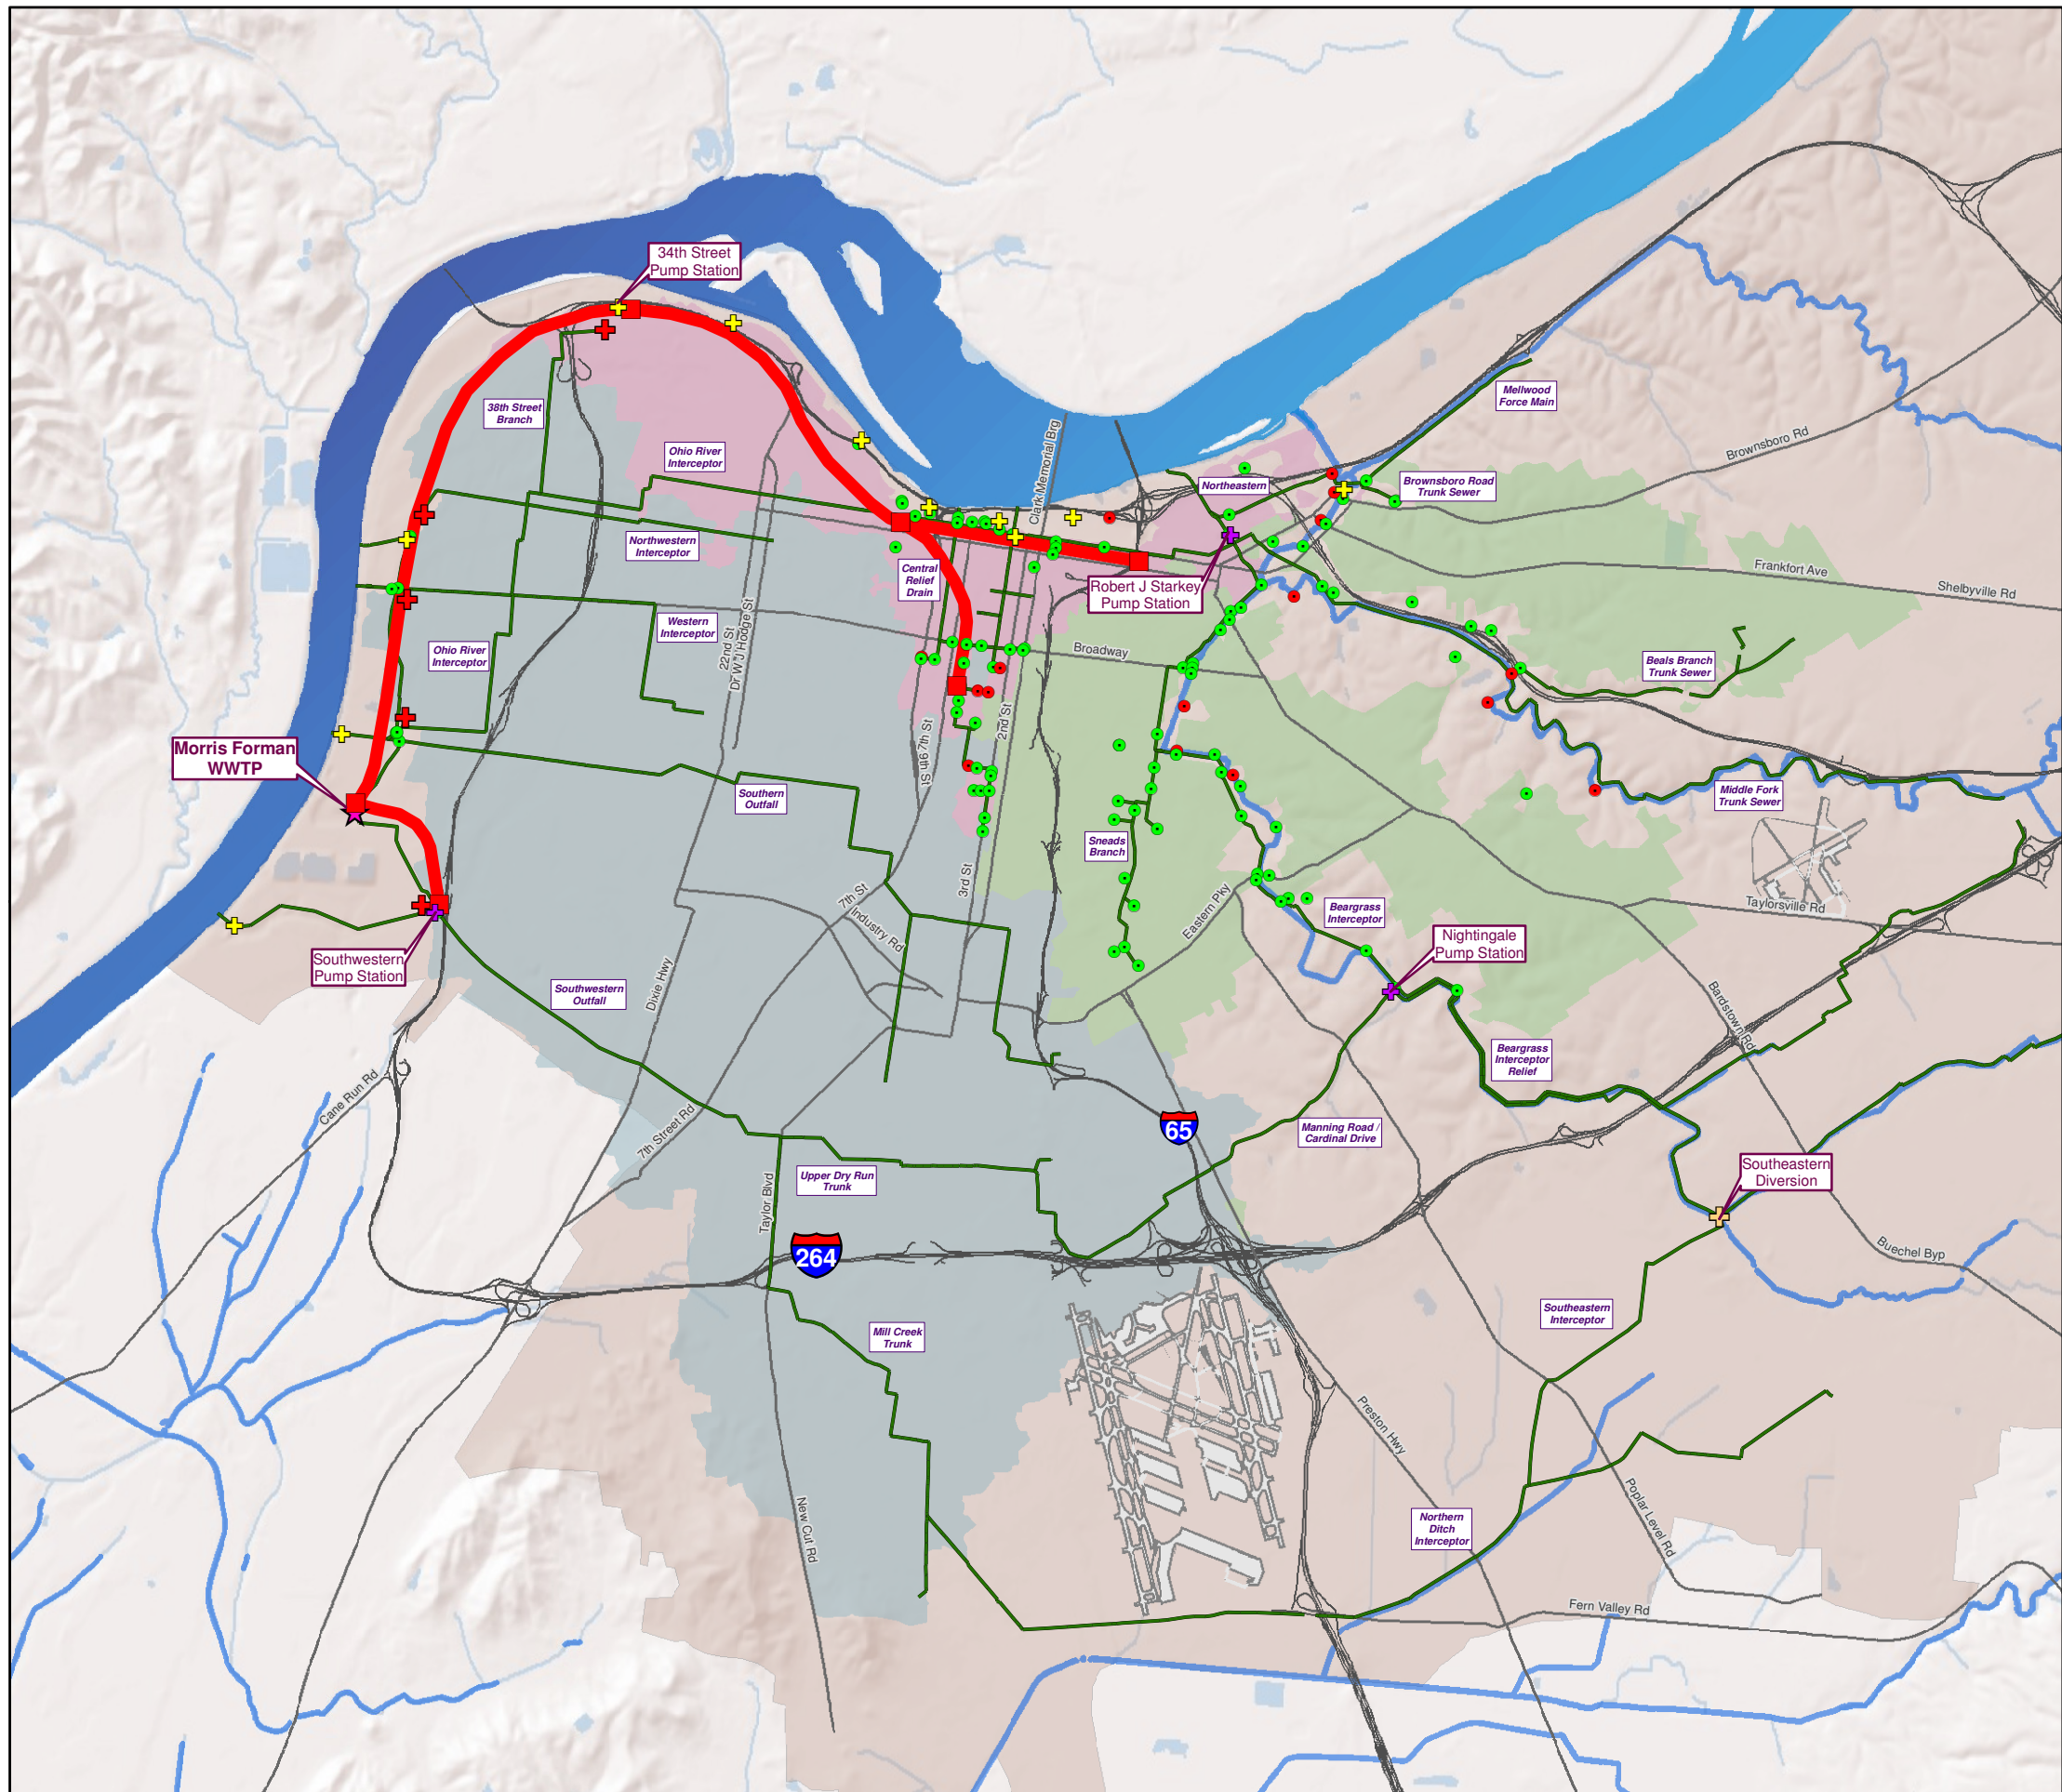 34th Street
Pump Station
Clark Memorial Brg
Mellwood
Force Main
38th Street
Branch
Brownsboro Rd
Ohio River
Interceptor
Northeastern
Brownsboro Road
Trunk Sewer
Northwestern
Interceptor
Central
Relief
Drain
Frankfort Ave
Shelbyville Rd
Robert J Starkey
Pump Station
Western
Interceptor
22nd St
Dr W J Hodge St
Ohio River
Interceptor
Broadway
Beals Branch
Trunk Sewer
2nd St
7th St
Morris Forman
WWTP
Southern
Outfall
Middle Fork
Trunk Sewer
Sneads
Branch
3rd St
7th St
Industry Rd
Eastern Pky
Beargrass
Interceptor
Taylorsville Rd
Nightingale
Pump Station
Southwestern
Pump Station
Southwestern
Outfall
Dixie Hwy
Bardstown Rd
Beargrass
Interceptor
Relief
Cane Run Rd
7th Street Rd
65
Manning Road /
Cardinal Drive
Southeastern
Diversion
Upper Dry Run
Trunk
Taylor Blvd
264
Buechel Byp
Southeastern
Interceptor
Mill Creek
Trunk
Preston Hwy
New Cut Rd
Poplar Level Rd
Northern
Ditch
Interceptor
Fern Valley Rd